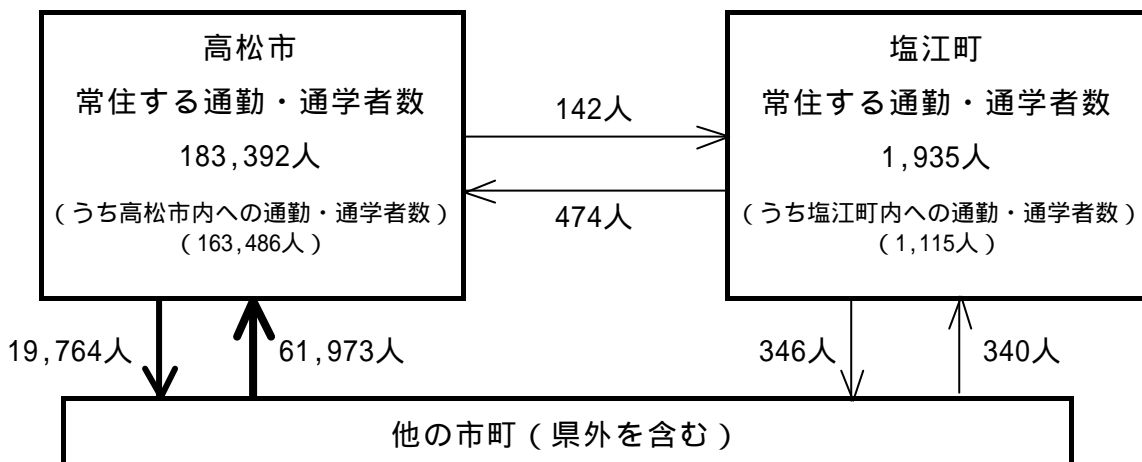 高松市
常住する通勤・通学者数
183,392人
(うち高松市内への通勤・通学者数)
(163,486人)
142人
474人
塩江町
常住する通勤・通学者数
1,935人
(うち塩江町内への通勤・通学者数)
(1,115人)
19,764人
61,973人
346人
340人
他の市町(県外を含む)